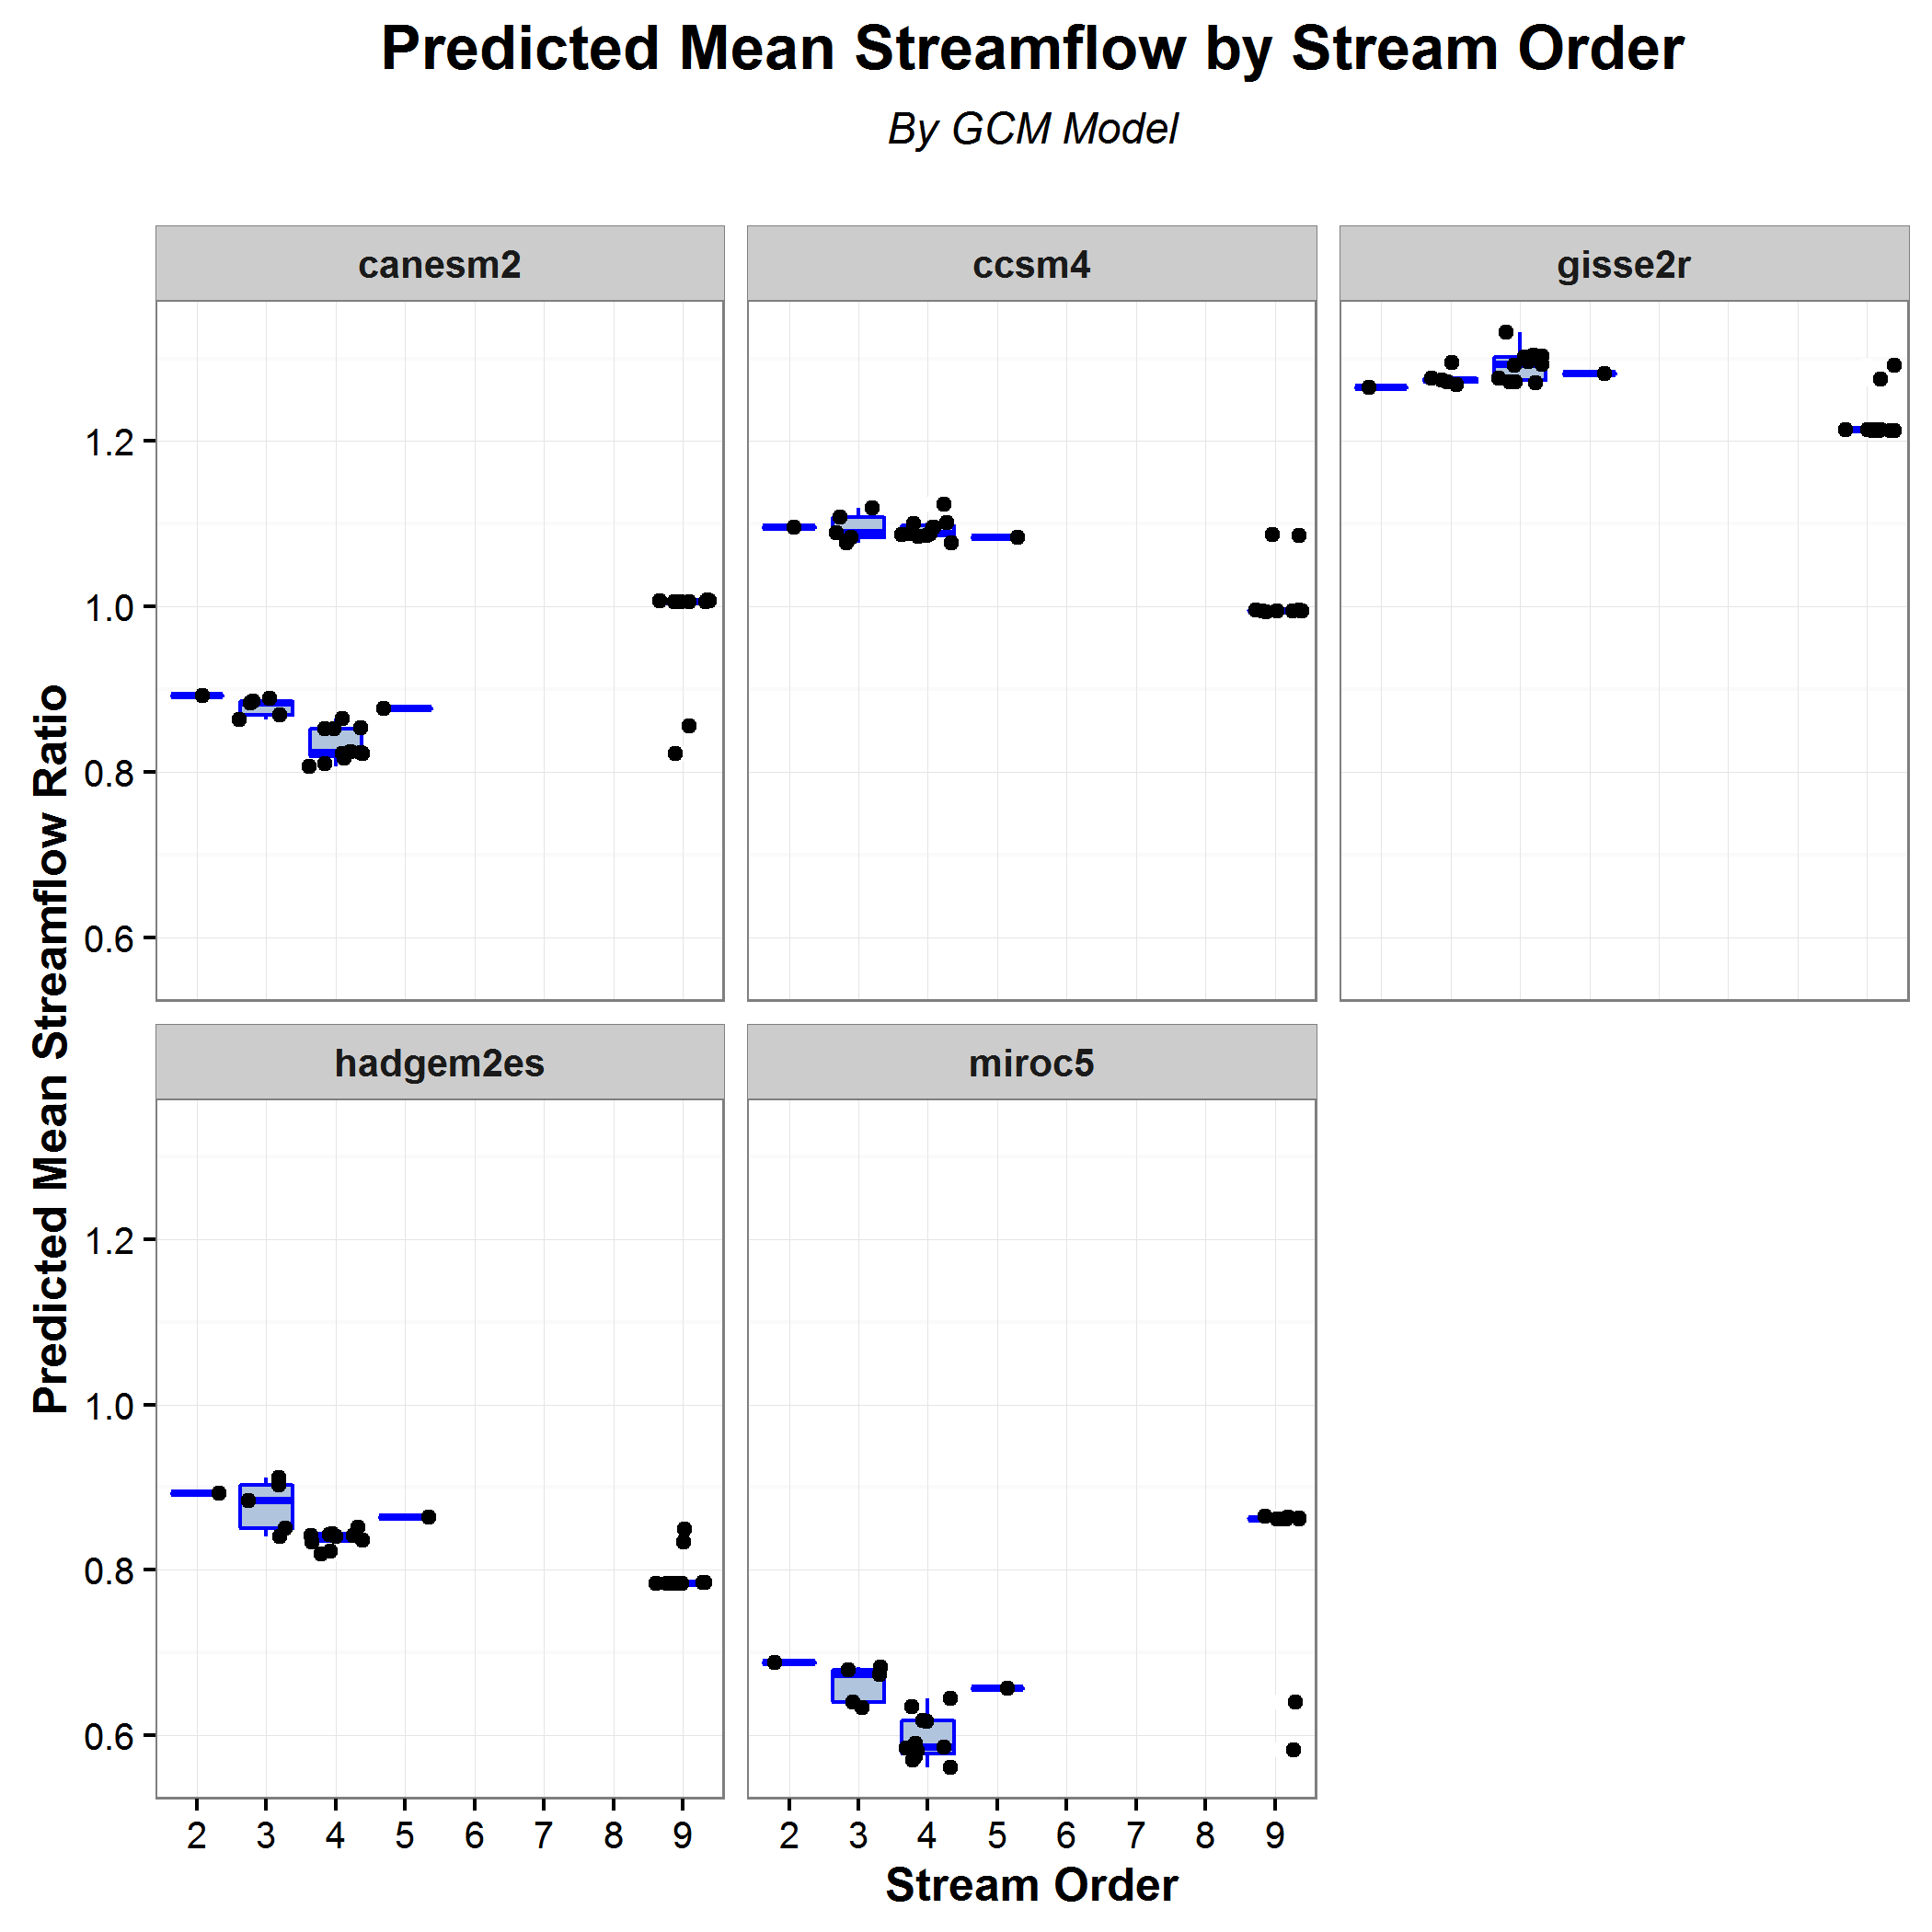 Predicted Mean Streamflow by Stream Order
By GCM Model
canesm2
ccsm4
gisse2r
1.2
1.0
0.8
0.6
Predicted Mean Streamflow Ratio
hadgem2es
miroc5
1.2
1.0
0.8
0.6
2 3 4 5 6 7 8 9
2 3 4 5 6 7 8 9
Stream Order